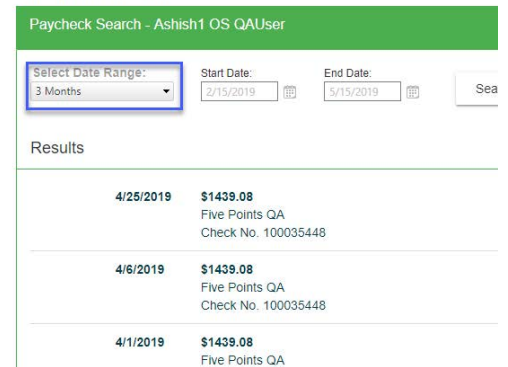 Paycheck Search - Ashish1 OS QAUser
Select Date Range: Start Date: End Date:
3 Months 2/15/2019 5/15/2019 Sea
Results
4/25/2019 $1439.08
Five Points QA
Check No. 100035448
4/6/2019 $1439.08
Five Points QA
Check No. 100035448
4/1/2019 $1439.08
Five Points QA